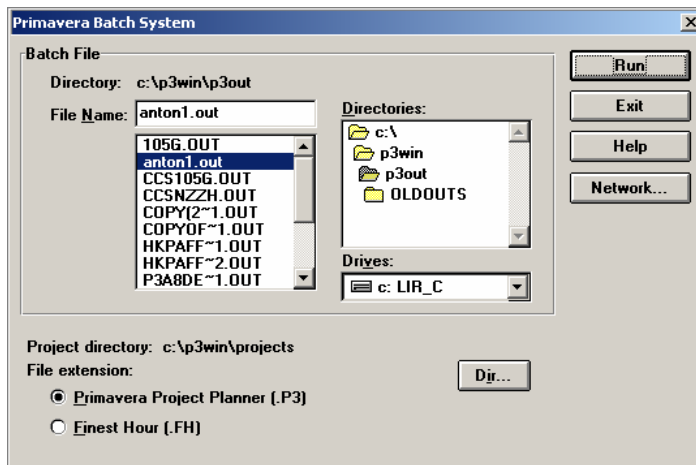 Primavera Batch System
Batch File
Directory: c:\p3win\p3out
File Name: anton1.out
105G.OUT
anton1.out
CCS105G.OUT
CCSNZZH.OUT
COPY(2~1.OUT
COPYOF~1.OUT
HKPAFF~1.OUT
HKPAFF~2.OUT
P3A8DE~1.OUT
Directories:
c:\
p3win
p3out
OLDOUTS
Drives:
c: LIR_C
Run
Exit
Help
Network...
Project directory: c:\p3win\projects
File extension:
Primavera Project Planner (.P3)
Finest Hour (.FH)
Dir...